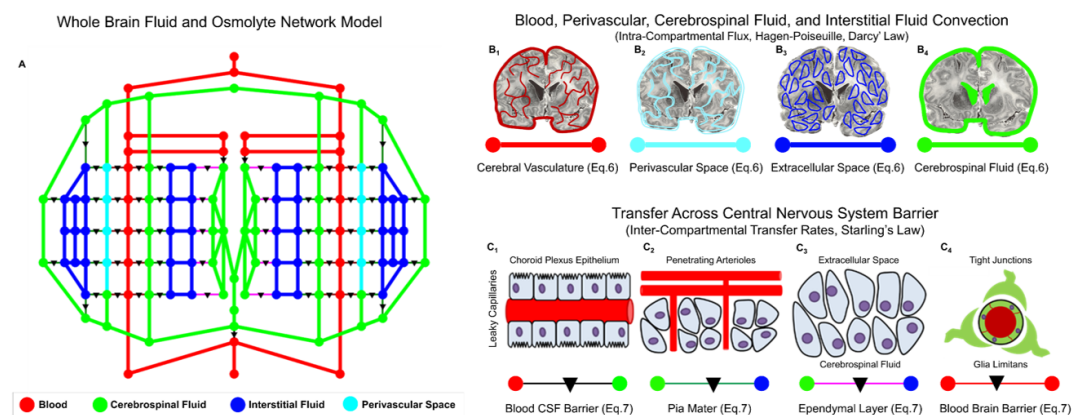 Whole Brain Fluid and Osmolyte Network Model
A
Blood
Cerebrospinal Fluid
Interstitial Fluid
Perivascular Space
Blood, Perivascular, Cerebrospinal Fluid, and Interstitial Fluid Convection
(Intra-Compartmental Flux, Hagen-Poiseuille, Darcy' Law)
B1
B2
B3
B4
Cerebral Vasculature (Eq.6)
Perivascular Space (Eq.6)
Extracellular Space (Eq.6)
Cerebrospinal Fluid (Eq.6)
Transfer Across Central Nervous System Barrier
(Inter-Compartmental Transfer Rates, Starling's Law)
C1
C2
C3
C4
Choroid Plexus Epithelium
Penetrating Arterioles
Extracellular Space
Tight Junctions
Leaky Capillaries
Cerebrospinal Fluid
Glia Limitans
Blood CSF Barrier (Eq.7)
Pia Mater (Eq.7)
Ependymal Layer (Eq.7)
Blood Brain Barrier (Eq.7)